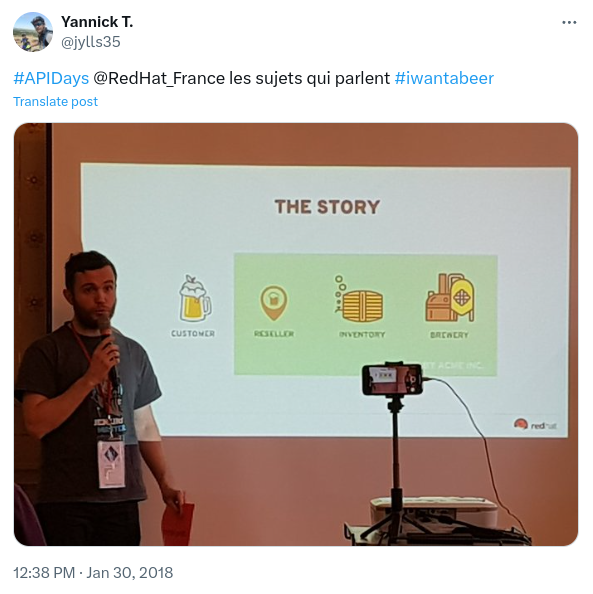 Yannick T.
@jylls35
#APIDays @RedHat_France les sujets qui parlent #iwantabeer
Translate post
THE STORY
CUSTOMER
RESELLER
INVENTORY
BREWERY
BY ACME INC.
redhat
12:38 PM · Jan 30, 2018